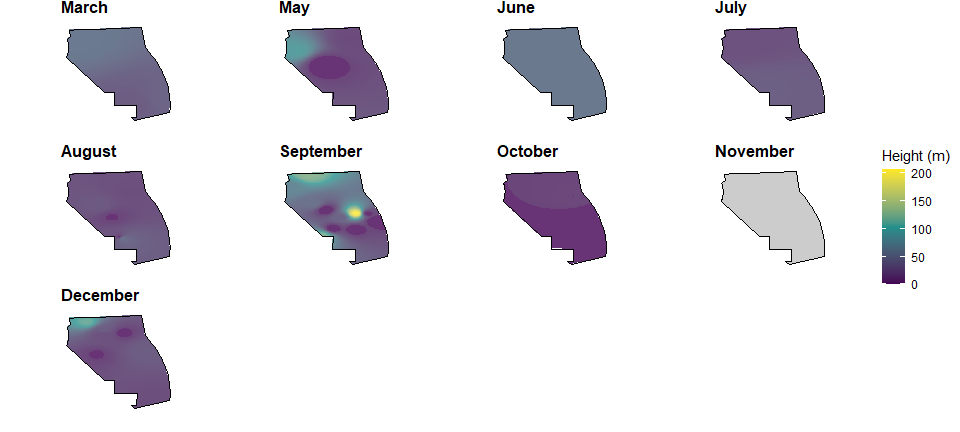 March
May
June
July
August
September
October
November
Height (m)
200
150
100
50
0
December